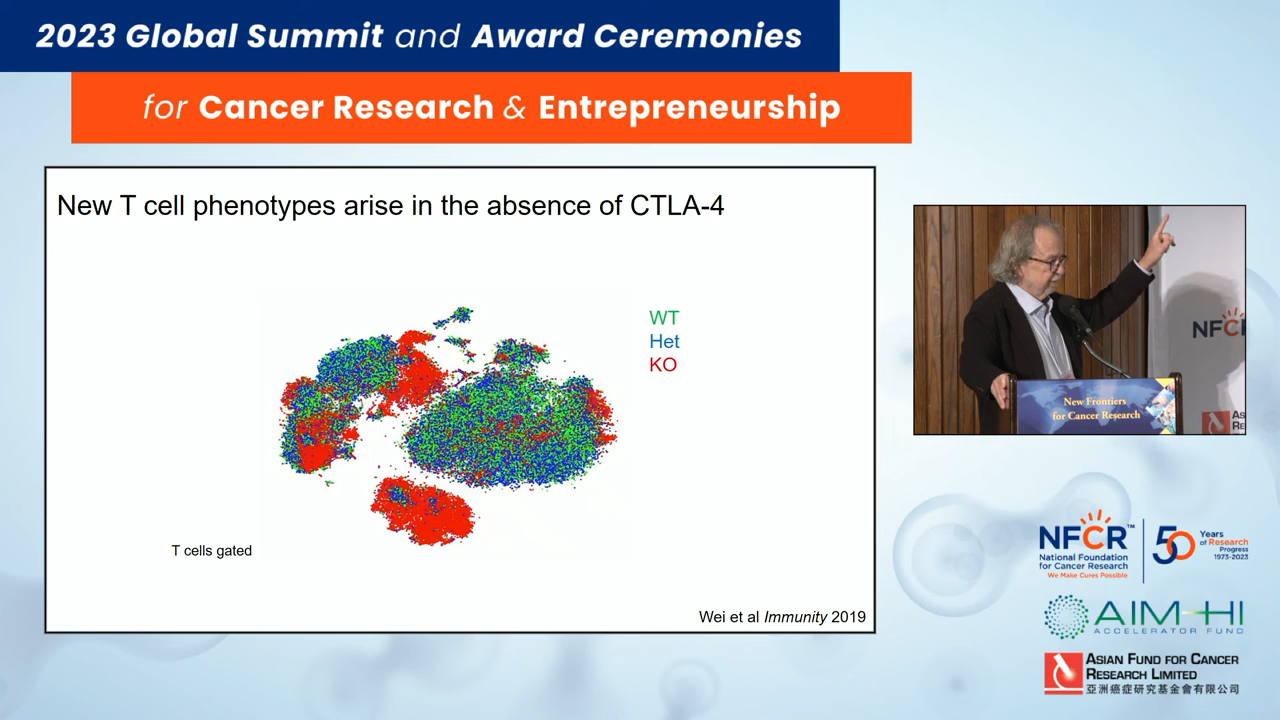 2023 Global Summit and Award Ceremonies
for Cancer Research & Entrepreneurship
New T cell phenotypes arise in the absence of CTLA-4
WT
Het
KO
T cells gated
Wei et al Immunity 2019
NFCR
New Frontiers
for Cancer Research
As
Re
NFCR™
National Foundation
for Cancer Research
We Make Cures Possible
50
Years
of Research
Progress
1973-2023
AIM-HI
ACCELERATOR FUND
ASIAN FUND FOR CANCER
RESEARCH LIMITED
亞洲癌症研究基金會有限公司